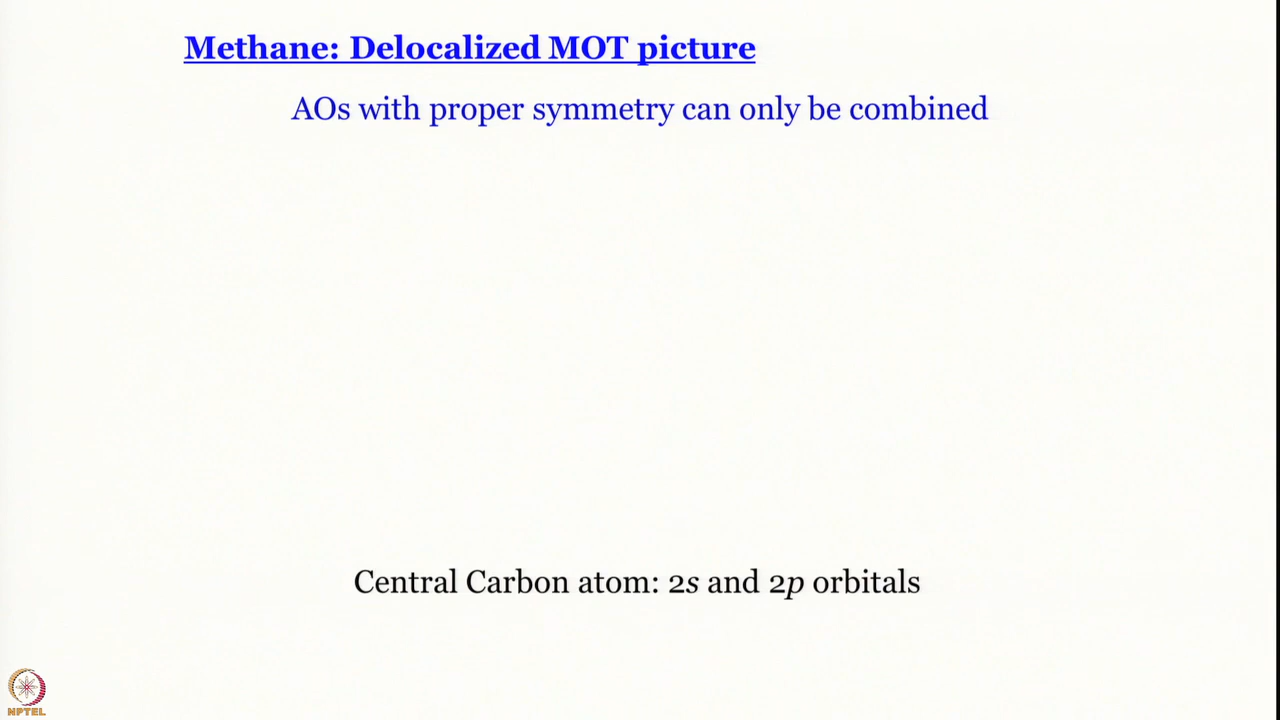 Methane: Delocalized MOT picture
AOs with proper symmetry can only be combined
Central Carbon atom: 2s and 2p orbitals
NPTEL